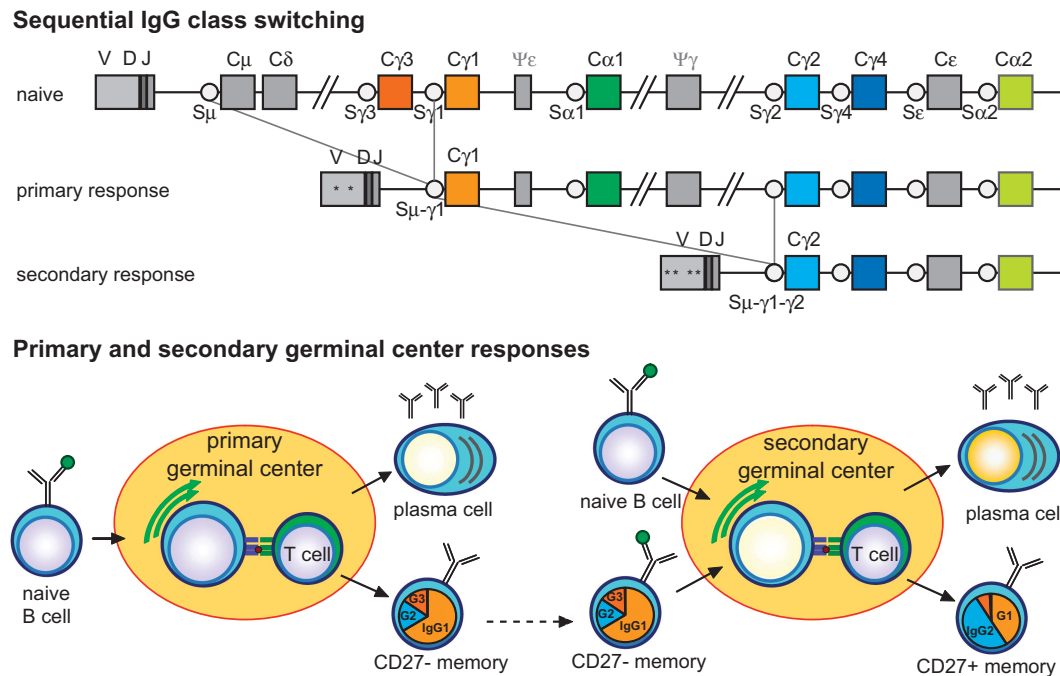 Sequential IgG class switching
V D J Cμ Cδ Cγ3 Cγ1 Ψε Cα1 Ψγ Cγ2 Cγ4 Cε Cα2
naive
Sμ Sγ3 Sγ1 Sα1 Sγ2 Sγ4 Sε Sα2
V D J Cγ1
primary response
* *
Sμ-γ1
V D J Cγ2
secondary response
** **
Sμ-γ1-γ2
Primary and secondary germinal center responses
naive
B cell
primary
germinal center
T cell
plasma cell
G3
G2
IgG1
CD27- memory
naive B cell
G3
G2
IgG1
CD27- memory
secondary
germinal center
T cell
plasma cell
G1
IgG2
CD27+ memory